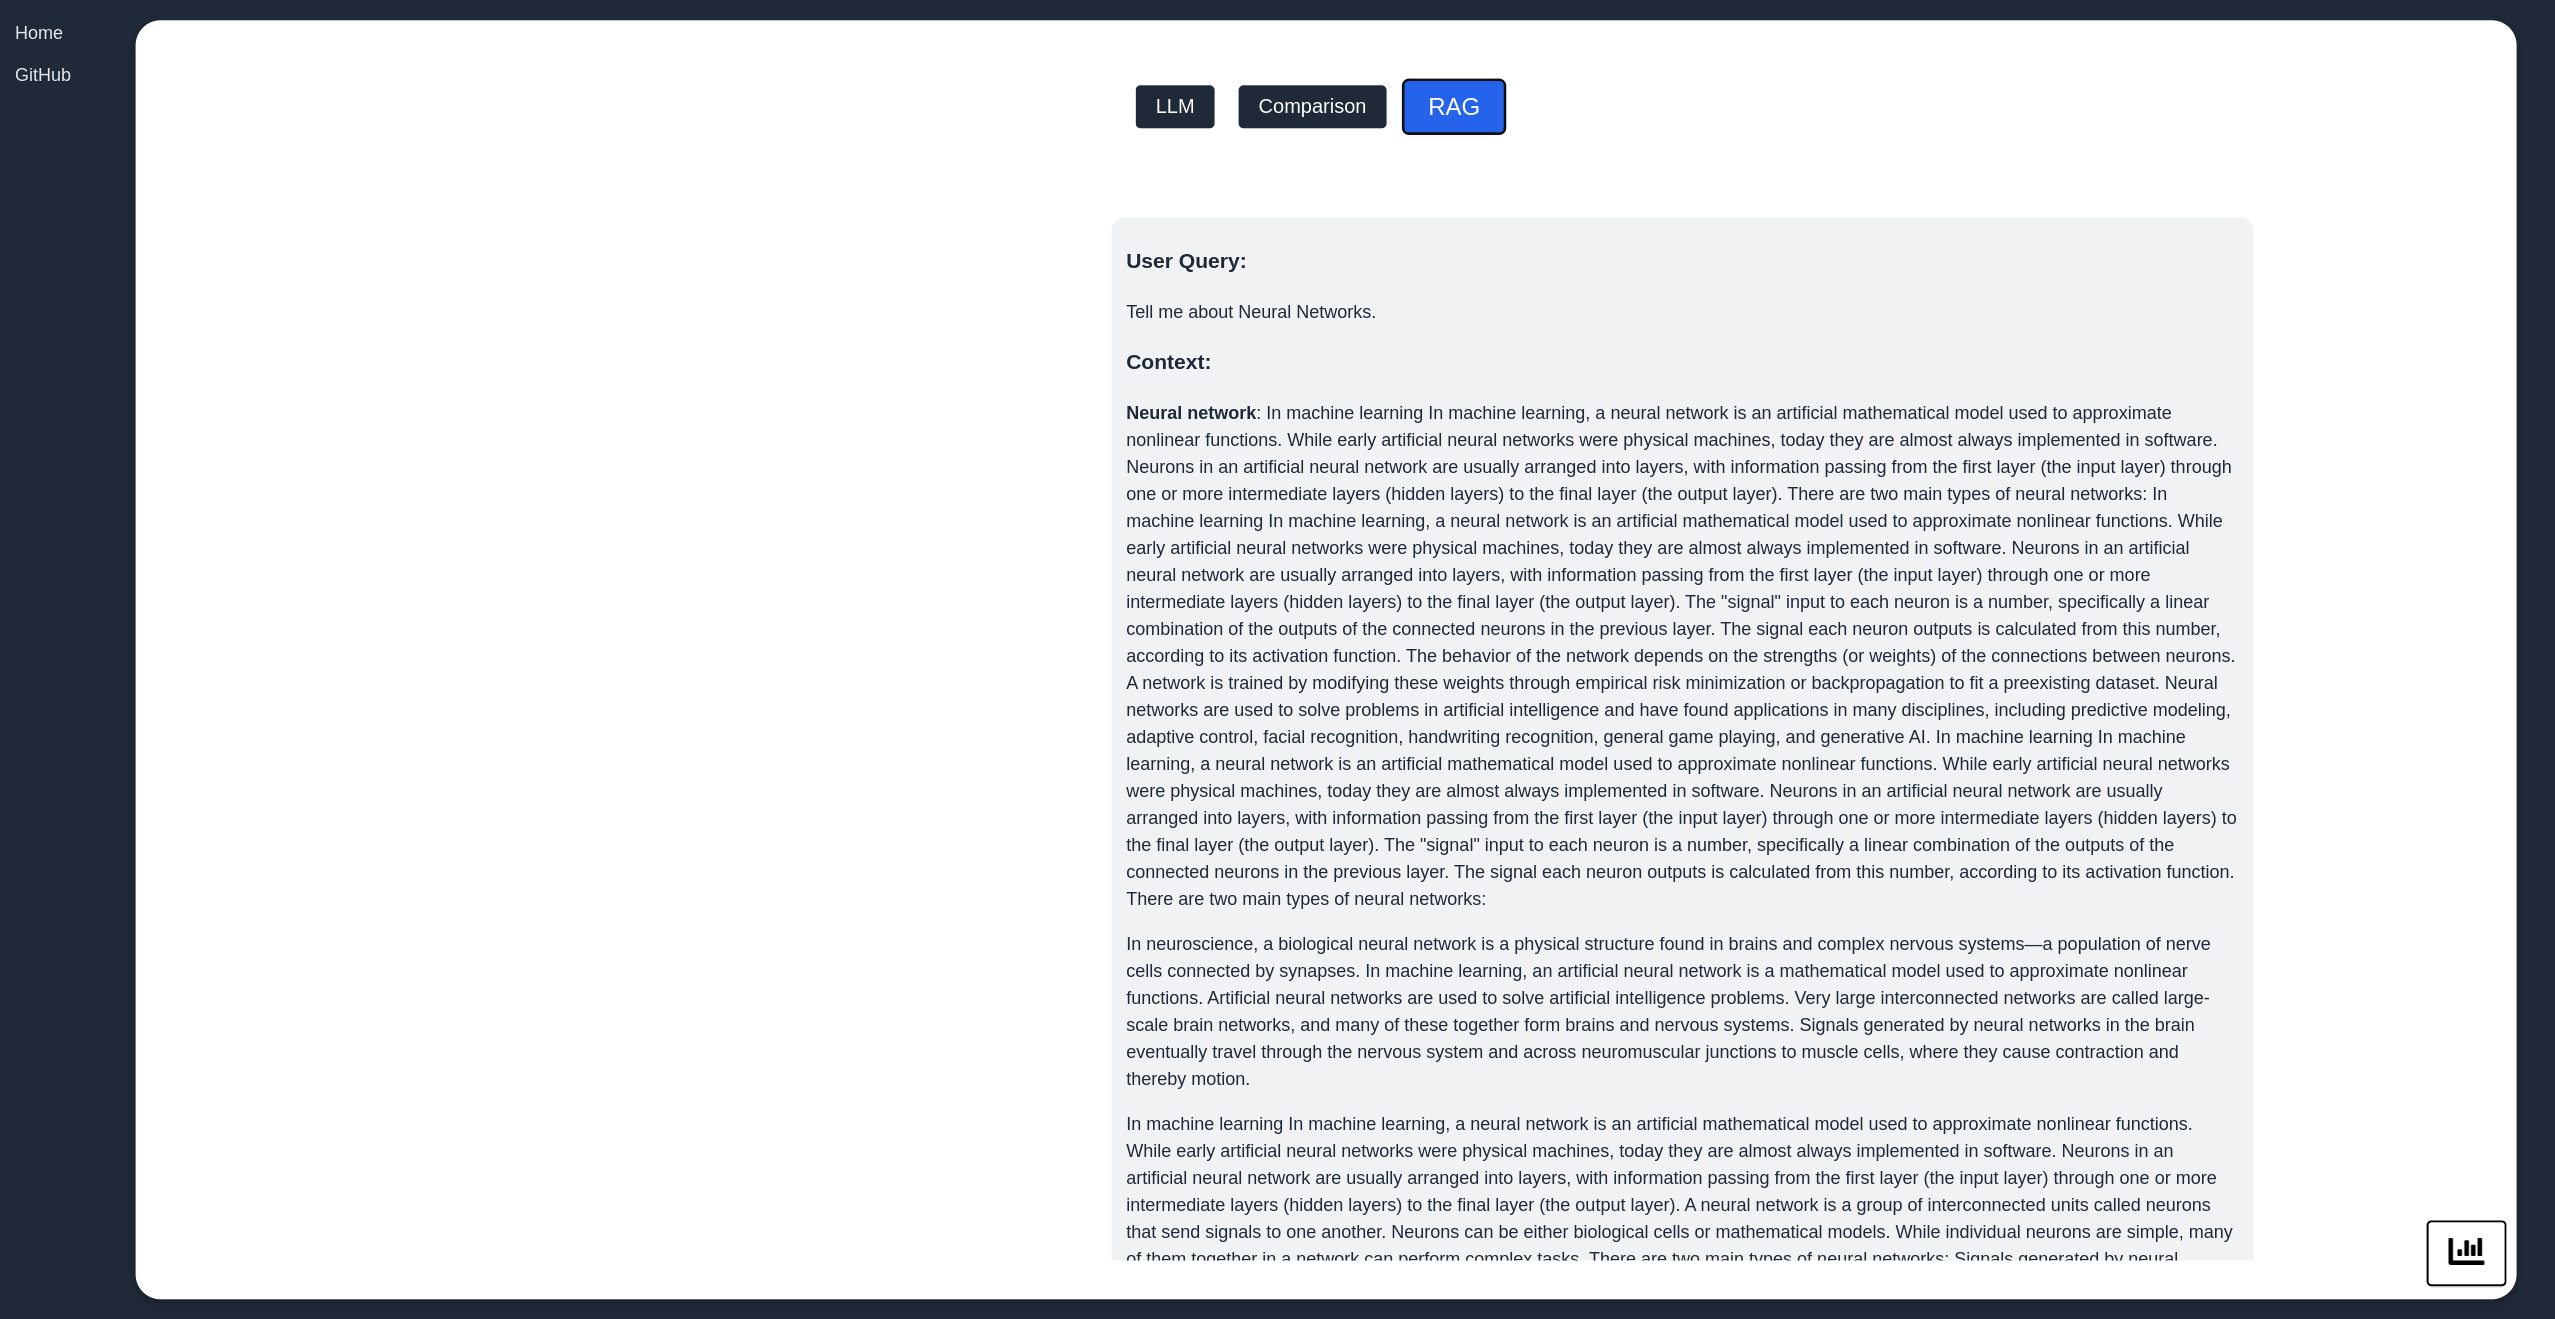 Home
GitHub
LLM
Comparison
RAG
User Query:
Tell me about Neural Networks.
Context:
Neural network: In machine learning In machine learning, a neural network is an artificial mathematical model used to approximate
nonlinear functions. While early artificial neural networks were physical machines, today they are almost always implemented in software.
Neurons in an artificial neural network are usually arranged into layers, with information passing from the first layer (the input layer) through
one or more intermediate layers (hidden layers) to the final layer (the output layer). There are two main types of neural networks: In
machine learning In machine learning, a neural network is an artificial mathematical model used to approximate nonlinear functions. While
early artificial neural networks were physical machines, today they are almost always implemented in software. Neurons in an artificial
neural network are usually arranged into layers, with information passing from the first layer (the input layer) through one or more
intermediate layers (hidden layers) to the final layer (the output layer). The "signal" input to each neuron is a number, specifically a linear
combination of the outputs of the connected neurons in the previous layer. The signal each neuron outputs is calculated from this number,
according to its activation function. The behavior of the network depends on the strengths (or weights) of the connections between neurons.
A network is trained by modifying these weights through empirical risk minimization or backpropagation to fit a preexisting dataset. Neural
networks are used to solve problems in artificial intelligence and have found applications in many disciplines, including predictive modeling,
adaptive control, facial recognition, handwriting recognition, general game playing, and generative AI. In machine learning In machine
learning, a neural network is an artificial mathematical model used to approximate nonlinear functions. While early artificial neural networks
were physical machines, today they are almost always implemented in software. Neurons in an artificial neural network are usually
arranged into layers, with information passing from the first layer (the input layer) through one or more intermediate layers (hidden layers) to
the final layer (the output layer). The "signal" input to each neuron is a number, specifically a linear combination of the outputs of the
connected neurons in the previous layer. The signal each neuron outputs is calculated from this number, according to its activation function.
There are two main types of neural networks:
In neuroscience, a biological neural network is a physical structure found in brains and complex nervous systems—a population of nerve
cells connected by synapses. In machine learning, an artificial neural network is a mathematical model used to approximate nonlinear
functions. Artificial neural networks are used to solve artificial intelligence problems. Very large interconnected networks are called large-
scale brain networks, and many of these together form brains and nervous systems. Signals generated by neural networks in the brain
eventually travel through the nervous system and across neuromuscular junctions to muscle cells, where they cause contraction and
thereby motion.
In machine learning In machine learning, a neural network is an artificial mathematical model used to approximate nonlinear functions.
While early artificial neural networks were physical machines, today they are almost always implemented in software. Neurons in an
artificial neural network are usually arranged into layers, with information passing from the first layer (the input layer) through one or more
intermediate layers (hidden layers) to the final layer (the output layer). A neural network is a group of interconnected units called neurons
that send signals to one another. Neurons can be either biological cells or mathematical models. While individual neurons are simple, many
of them together in a network can perform complex tasks. There are two main types of neural networks: Signals generated by neural